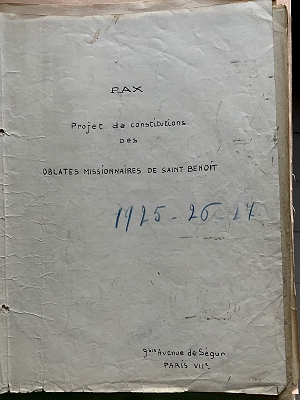 PAX
Projet de constitutions
DES
OBLATES MISSIONNAIRES DE SAINT BENOIT
1925 - 26 - 27.
9bis Avenue de Ségur
PARIS VIIe